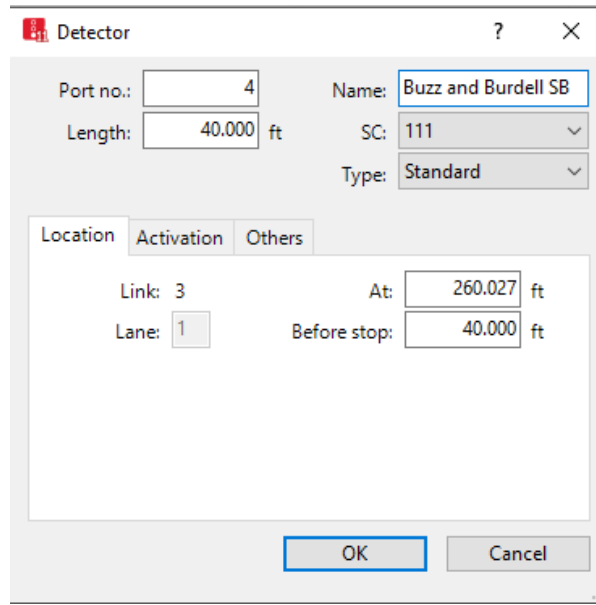 Detector ? ×
Port no.: 4 Name: Buzz and Burdell SB
Length: 40.000 ft SC: 111
Type: Standard
Location Activation Others
Link: 3 At: 260.027 ft
Lane: 1 Before stop: 40.000 ft
OK Cancel